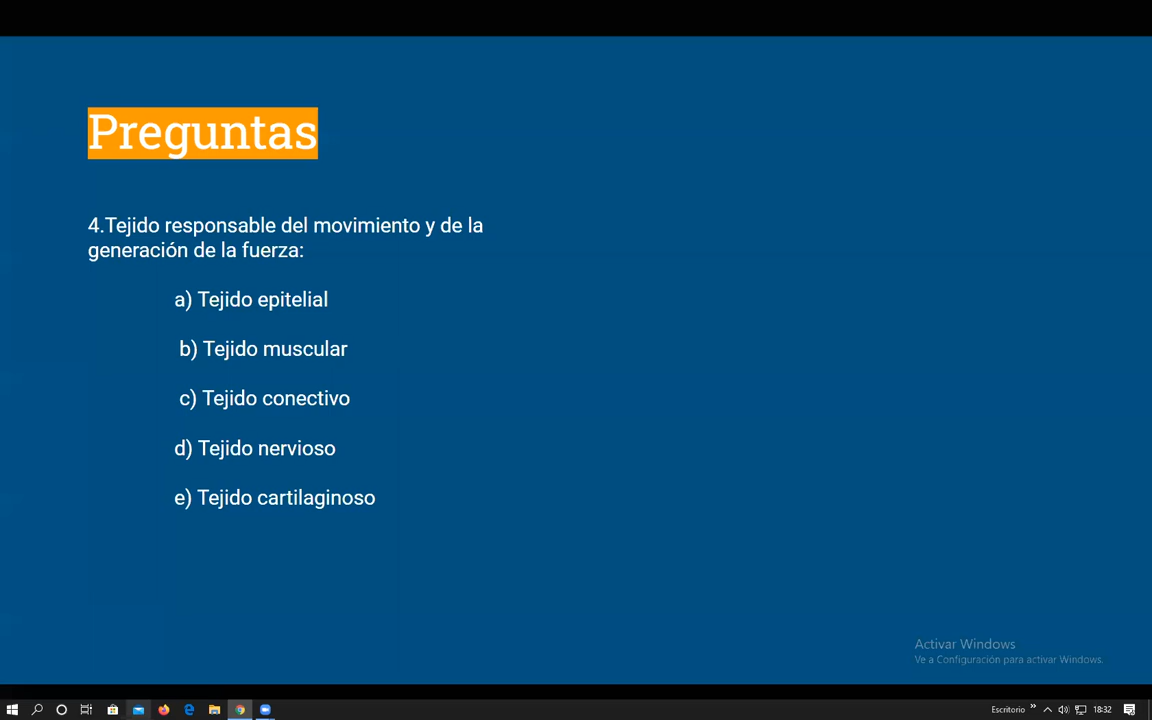 Preguntas
4.Tejido responsable del movimiento y de la
generación de la fuerza:
a) Tejido epitelial
b) Tejido muscular
c) Tejido conectivo
d) Tejido nervioso
e) Tejido cartilaginoso
Activar Windows
Ve a Configuración para activar Windows.
Escritorio » 18:32